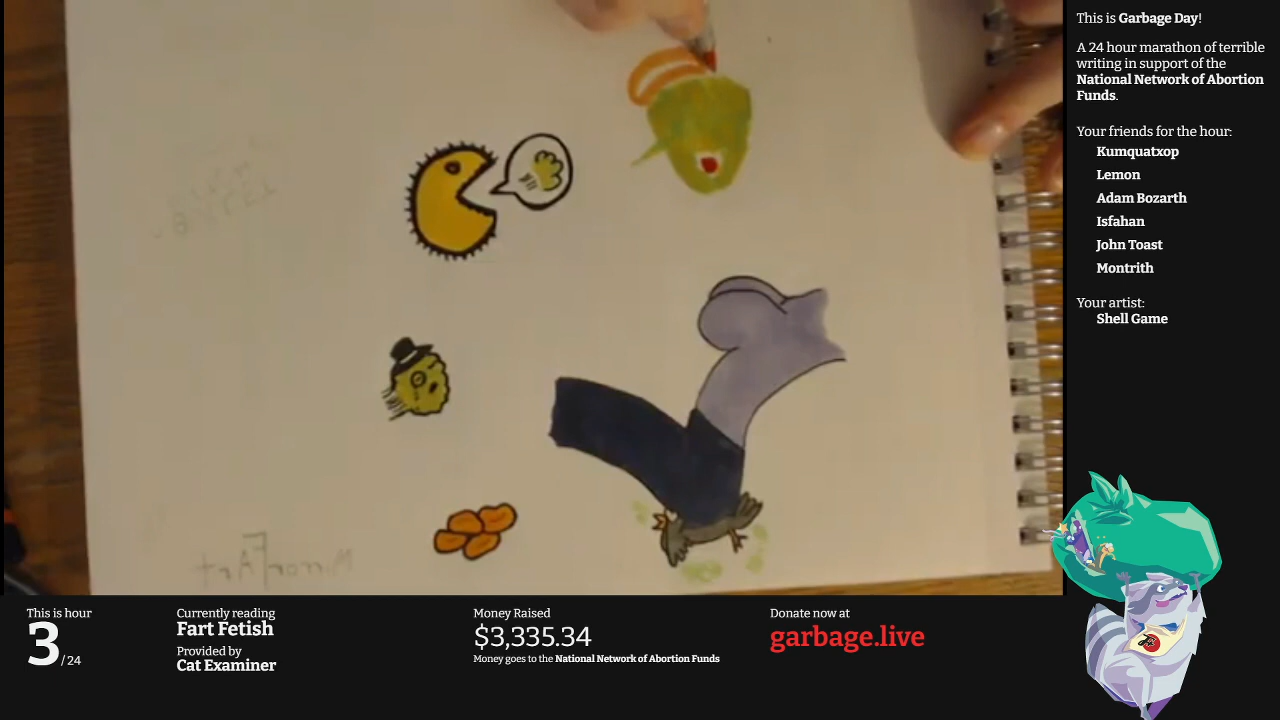 This is Garbage Day!
A 24 hour marathon of terrible
writing in support of the
National Network of Abortion
Funds.
Your friends for the hour:
Kumquatxop
Lemon
Adam Bozarth
Isfahan
John Toast
Montrith
Your artist:
Shell Game
This is hour
3/24
Currently reading
Fart Fetish
Provided by
Cat Examiner
Money Raised
$3,335.34
Money goes to the National Network of Abortion Funds
Donate now at
garbage.live